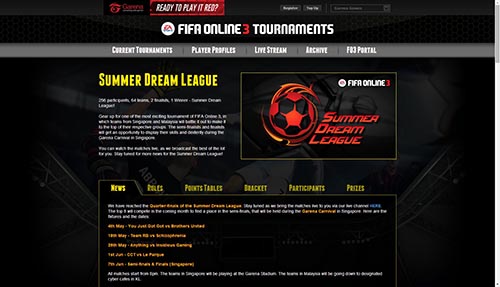 Garena
READY TO PLAY IT RED?
Register
Top Up
Garena Games
EA SPORTS FIFA ONLINE 3 TOURNAMENTS
CURRENT TOURNAMENTS | PLAYER PROFILES | LIVE STREAM | ARCHIVE | FO3 PORTAL
SUMMER DREAM LEAGUE
256 participants, 64 teams, 2 finalists, 1 Winner - Summer Dream
League!
Gear up for one of the most exciting tournament of FIFA Online 3, in
which teams from Singapore and Malaysia will battle it out to make it
to the top of their respective groups. The semi-finalists and finalists
will get an opportunity to display their skills and dexterity during the
Garena Carnival in Singapore.
You can watch the matches live, as we broadcast the best of the lot
for you. Stay tuned for more news for the Summer Dream League!
FIFA ONLINE 3
SUMMER
DREAM
LEAGUE
NEWS
RULES
POINTS TABLES
BRACKET
PARTICIPANTS
PRIZES
We have reached the Quarter-finals of the Summer Dream League. Stay tuned as we bring the matches live to you via our live channel HERE.
The top 8 will compete in the coming month to find a place in the semi-finals, that will be held during the Garena Carnival in Singapore. Here are the
fixtures and the dates:
4th May - You Just Got Out vs Brothers United
18th May - Team RB vs Schizophrenia
25th May - Anything vs Insidious Gaming
1st Jun - CCT vs Le Parque
7th Jun - Semi-finals & Finals (Singapore)
All matches start from 6pm. The teams in Singapore will be playing at the Garena Stadium. The teams in Malaysia will be going down to designated
cyber cafes in KL.